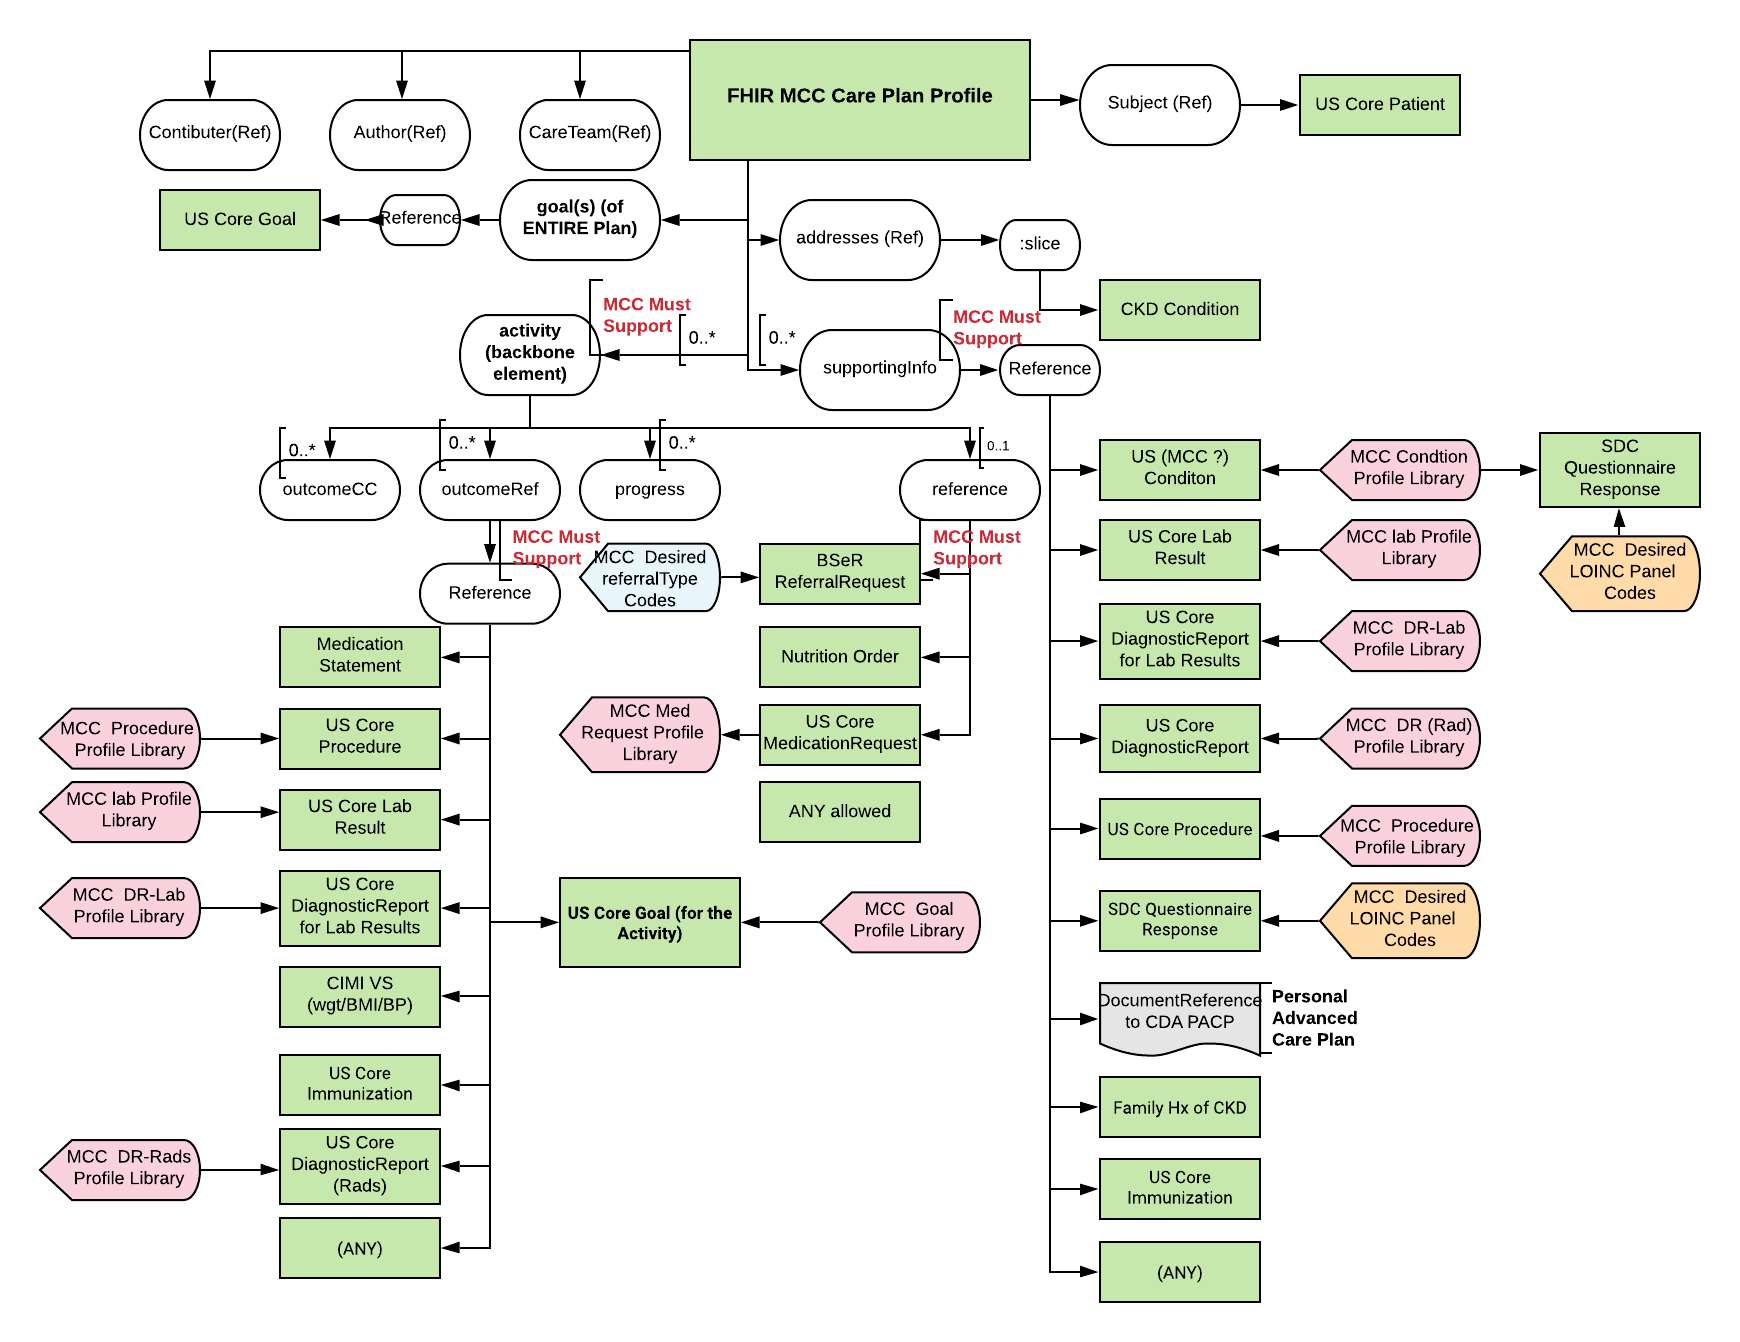 FHIR MCC Care Plan Profile
Contibuter(Ref)
Author(Ref)
CareTeam(Ref)
Subject (Ref)
US Core Patient
US Core Goal
Reference
goal(s) (of
ENTIRE Plan)
addresses (Ref)
:slice
CKD Condition
MCC Must
Support
activity
(backbone
element)
0..*
0..*
supportingInfo
MCC Must
Support
Reference
0..*
outcomeCC
0..*
outcomeRef
0..*
progress
0..1
reference
MCC Must
Support
Reference
MCC  Desired
referralType
Codes
BSeR
ReferralRequest
MCC Must
Support
Nutrition Order
MCC Med
Request Profile
Library
US Core
MedicationRequest
ANY allowed
Medication
Statement
MCC  Procedure
Profile Library
US Core
Procedure
MCC lab Profile
Library
US Core Lab
Result
MCC  DR-Lab
Profile Library
US Core
DiagnosticReport
for Lab Results
US Core Goal (for the
Activity)
MCC  Goal
Profile Library
CIMI VS
(wgt/BMI/BP)
US Core
Immunization
MCC  DR-Rads
Profile Library
US Core
DiagnosticReport
(Rads)
(ANY)
US (MCC ?)
Conditon
MCC Condtion
Profile Library
SDC
Questionnaire
Response
US Core Lab
Result
MCC lab Profile
Library
MCC  Desired
LOINC Panel
Codes
US Core
DiagnosticReport
for Lab Results
MCC  DR-Lab
Profile Library
US Core
DiagnosticReport
MCC  DR (Rad)
Profile Library
US Core Procedure
MCC  Procedure
Profile Library
SDC Questionnaire
Response
MCC  Desired
LOINC Panel
Codes
DocumentReference
to CDA PACP
Personal
Advanced
Care Plan
Family Hx of CKD
US Core
Immunization
(ANY)